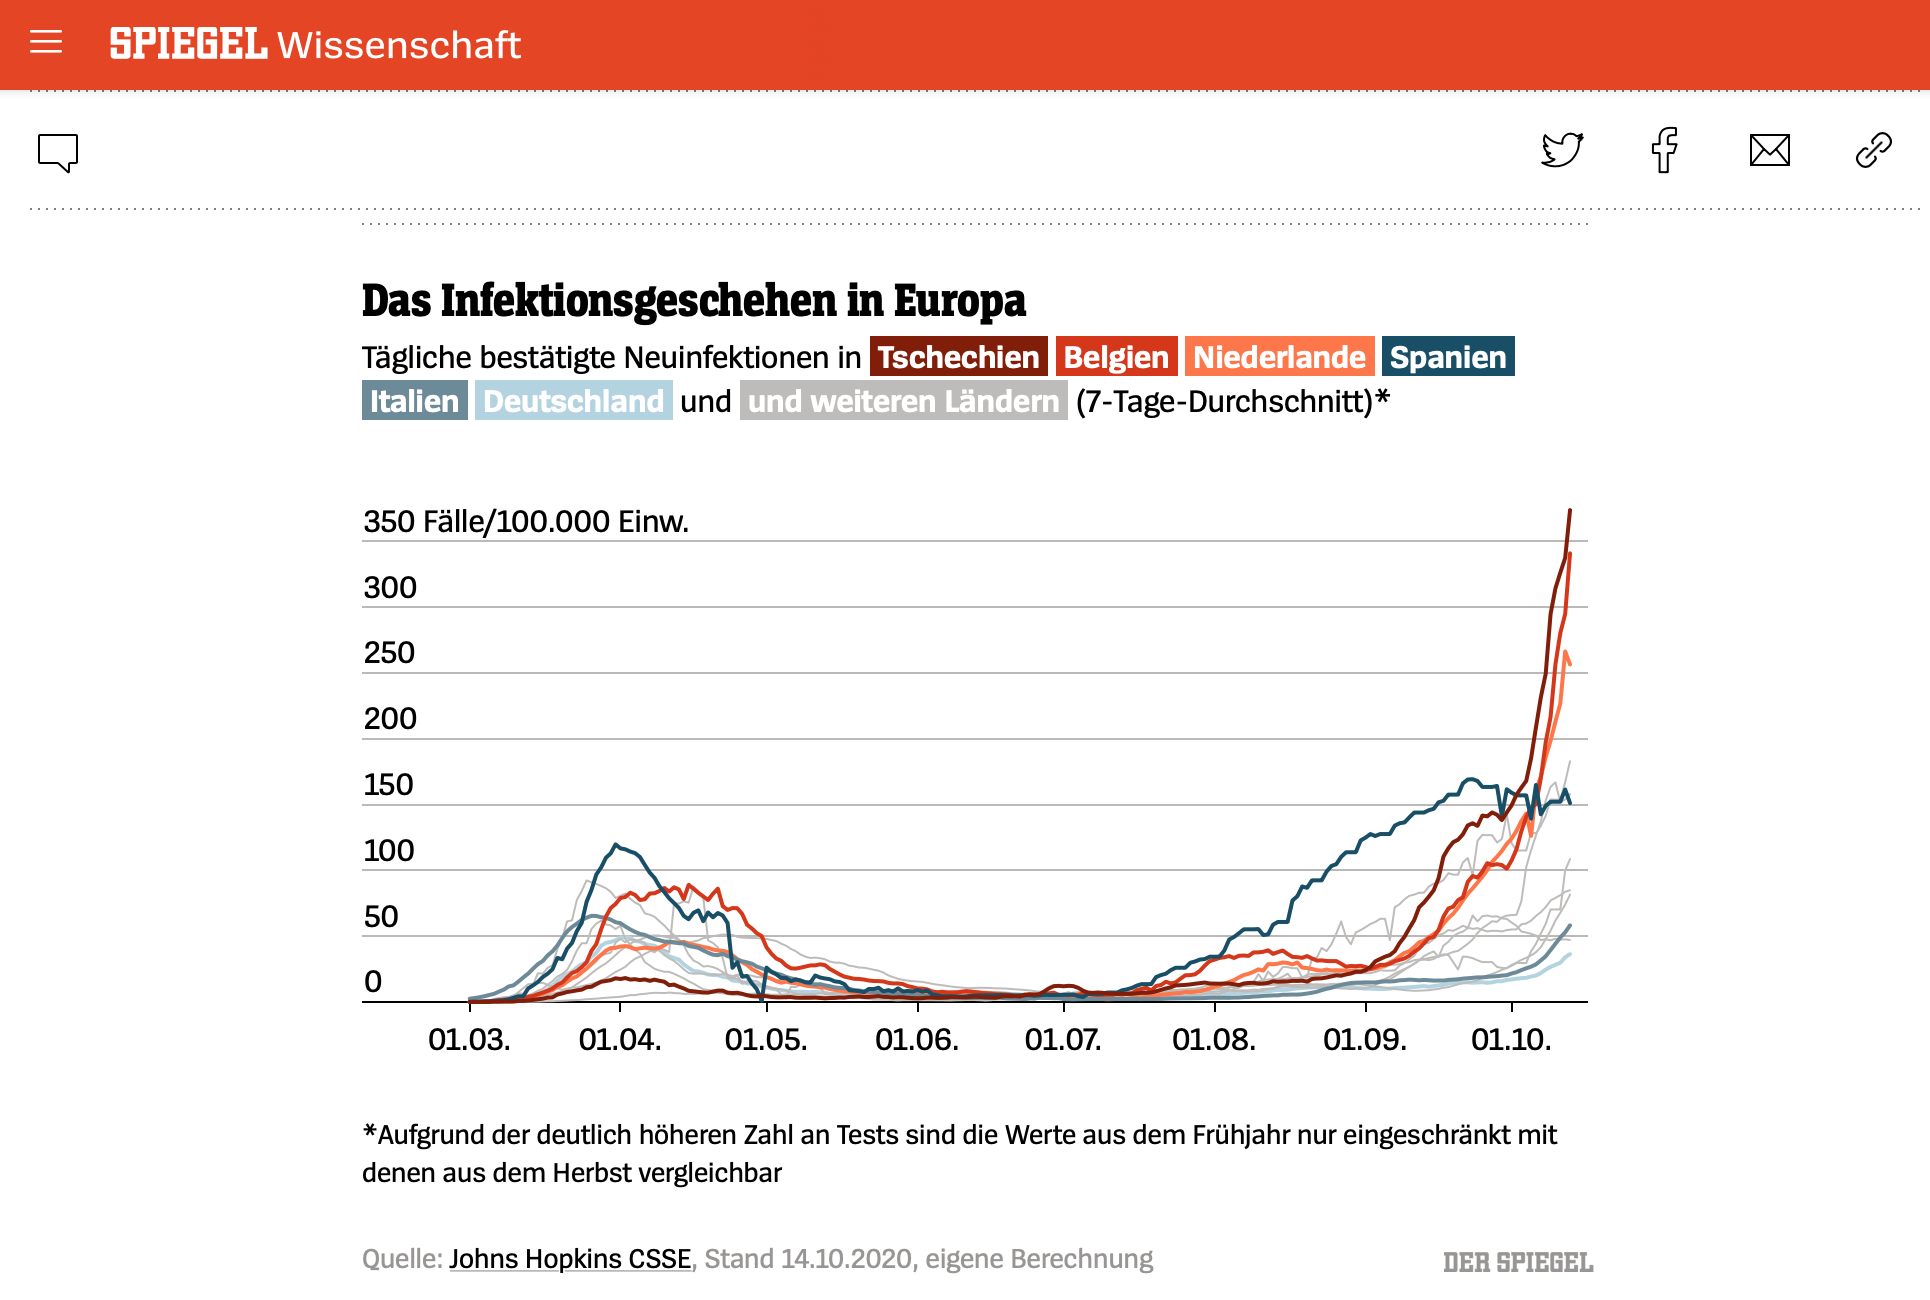 SPIEGEL Wissenschaft
Das Infektionsgeschehen in Europa
Tägliche bestätigte Neuinfektionen in Tschechien Belgien Niederlande Spanien
Italien Deutschland und und weiteren Ländern (7-Tage-Durchschnitt)*
350 Fälle/100.000 Einw.
300
250
200
150
100
50
0
01.03. 01.04. 01.05. 01.06. 01.07. 01.08. 01.09. 01.10.
*Aufgrund der deutlich höheren Zahl an Tests sind die Werte aus dem Frühjahr nur eingeschränkt mit
denen aus dem Herbst vergleichbar
Quelle: Johns Hopkins CSSE, Stand 14.10.2020, eigene Berechnung
DER SPIEGEL